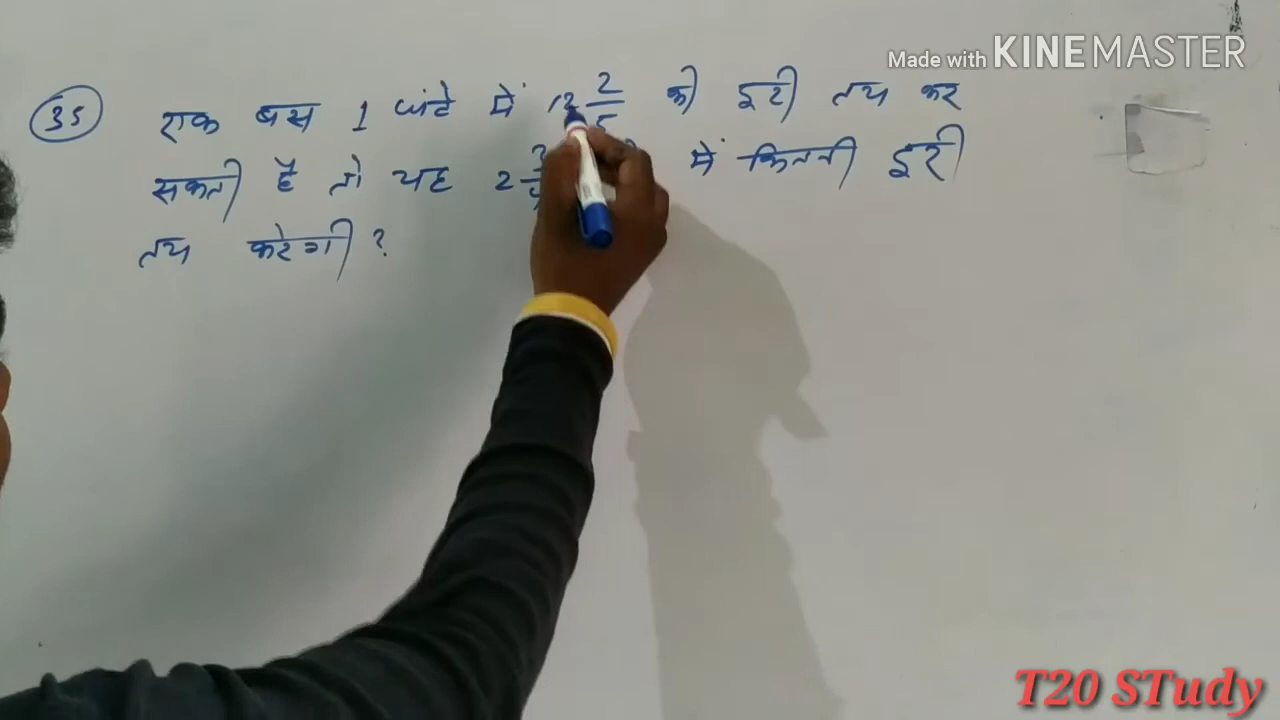 Made with KINEMASTER
35 एक बस 1 घंटे में 12 2/5 की दूरी तय कर
सकती है तो यह 2 में कितनी दूरी
तय करेगी ?
T20 STudy